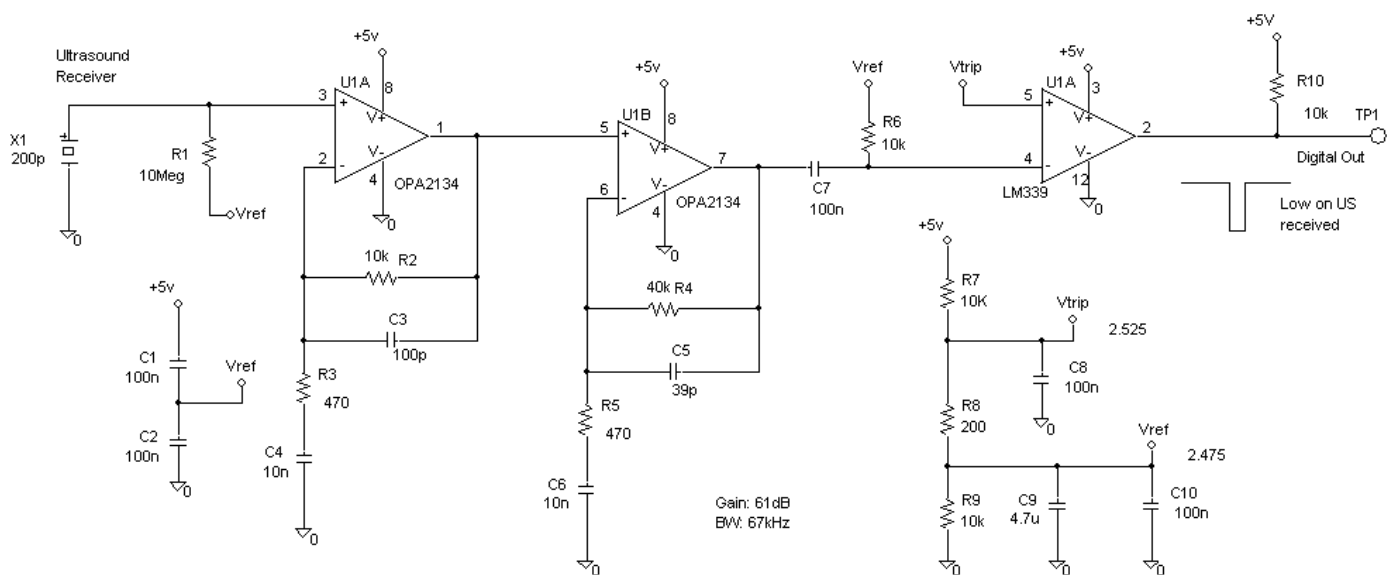 Ultrasound
Receiver
X1
200p
0
R1
10Meg
Vref
+5v
8
U1A
3
+
V+
1
2
-
V-
4
OPA2134
0
10k R2
C3
100p
R3
470
C4
10n
0
+5v
C1
100n
Vref
C2
100n
0
+5v
8
U1B
5
+
V+
7
6
-
V-
4
OPA2134
0
40k R4
C5
39p
R5
470
C6
10n
0
C7
100n
Vref
R6
10k
Vtrip
+5v
U1A
3
5
+
V+
2
4
-
V-
12
LM339
0
+5V
R10
10k
TP1
Digital Out
Low on US
received
+5v
R7
10K
Vtrip
2.525
C8
100n
0
R8
200
Vref
2.475
R9
10k
0
C9
4.7u
0
C10
100n
0
Gain: 61dB
BW: 67kHz